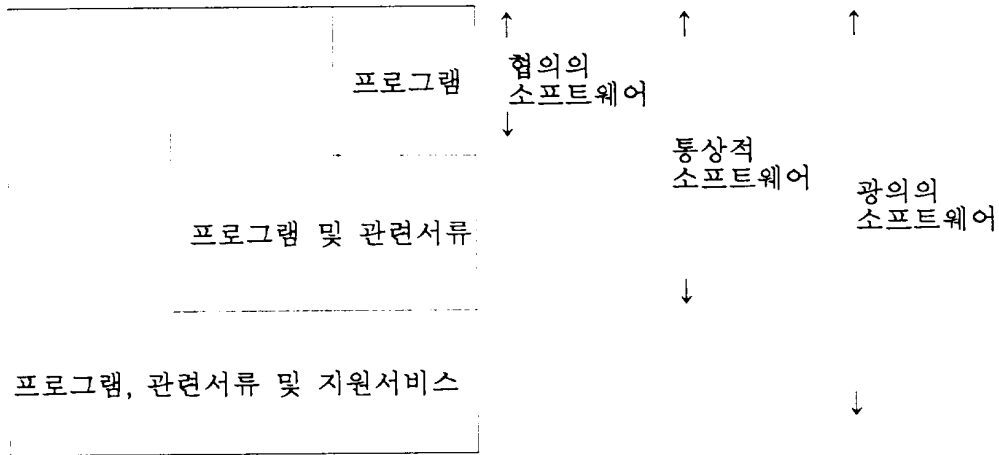 프로그램
협의의
소프트웨어
통상적
소프트웨어
광의의
소프트웨어
프로그램 및 관련서류
프로그램, 관련서류 및 지원서비스